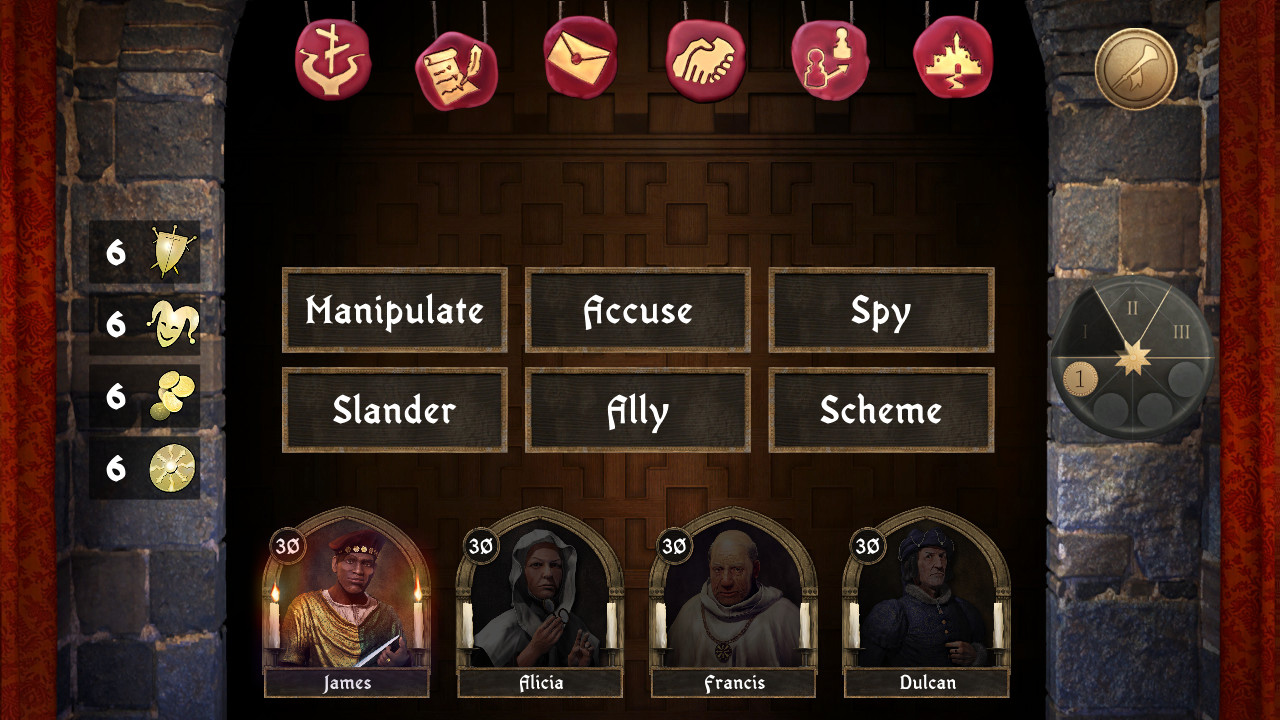 6
6
6
6
Manipulate
Accuse
Spy
Slander
Ally
Scheme
I
II
III
1
30
30
30
30
James
Alicia
Francis
Dulcan